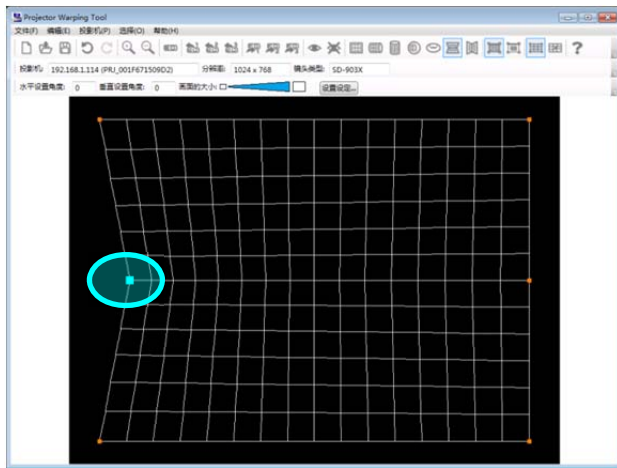 Projector Warping Tool
文件(F) 编辑(E) 投影机(P) 选择(O) 帮助(H)
投影机: 192.168.1.114 (PRJ_001F671509D2) 分辨率: 1024 x 768 镜头类型: SD-903X
水平设置角度: 0 垂直设置角度: 0 画面的大小: 设置设定...